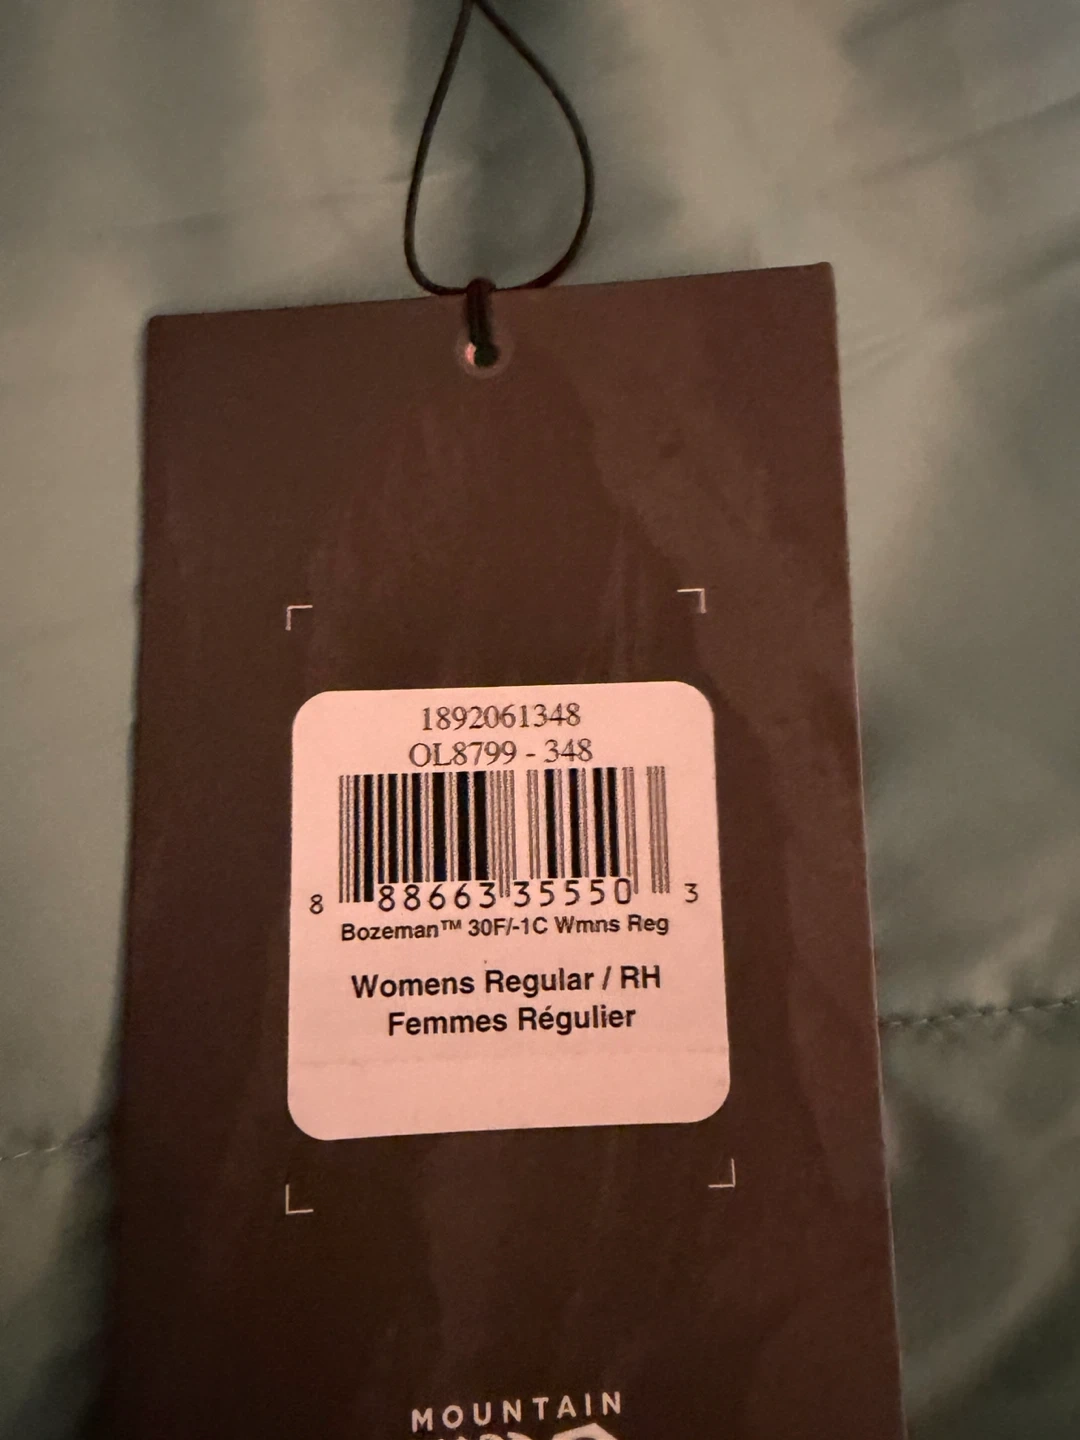 1892061348
OL8799 - 348
8 88663 35550 3
Bozeman™ 30F/-1C Wmns Reg
Womens Regular / RH
Femmes Régulier
MOUNTAIN